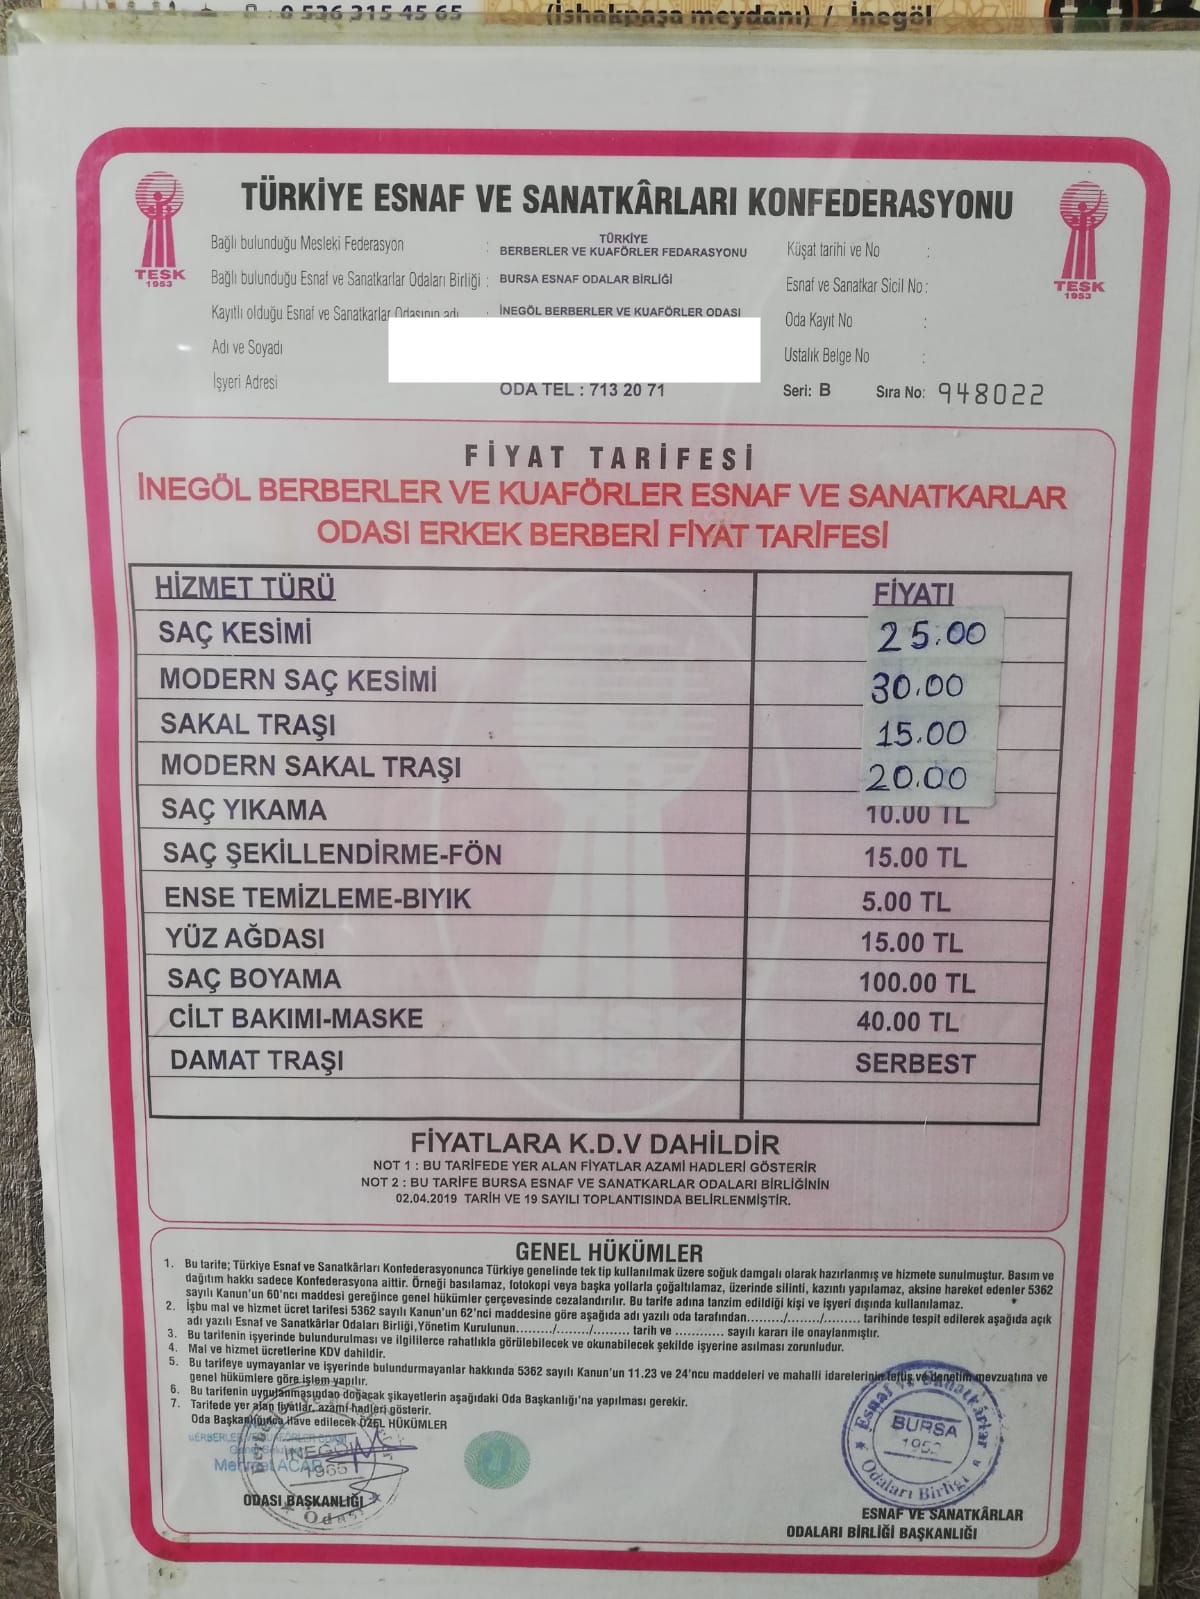 0 536 315 45 65
(İshakpaşa meydanı) / İnegöl
TÜRKİYE ESNAF VE SANATKÂRLARI KONFEDERASYONU
TESK
1953
TESK
1953
Bağlı bulunduğu Mesleki Federasyon : TÜRKİYE
BERBERLER VE KUAFÖRLER FEDARASYONU
Bağlı bulunduğu Esnaf ve Sanatkarlar Odaları Birliği : BURSA ESNAF ODALAR BİRLİĞİ
Kayıtlı olduğu Esnaf ve Sanatkarlar Odasının adı İNEGÖL BERBERLER VE KUAFÖRLER ODASI
Adı ve Soyadı
İşyeri Adresi
ODA TEL : 713 20 71
Küşat tarihi ve No :
Esnaf ve Sanatkar Sicil No :
Oda Kayıt No :
Ustalık Belge No :
Seri: B Sıra No: 948022
FİYAT TARİFESİ
İNEGÖL BERBERLER VE KUAFÖRLER ESNAF VE SANATKARLAR
ODASI ERKEK BERBERİ FİYAT TARİFESİ
HİZMET TÜRÜ FİYATI
SAÇ KESİMİ 25.00
MODERN SAÇ KESİMİ 30.00
SAKAL TRAŞI 15.00
MODERN SAKAL TRAŞI 20.00
SAÇ YIKAMA 10.00 TL
SAÇ ŞEKİLLENDİRME-FÖN 15.00 TL
ENSE TEMİZLEME-BIYIK 5.00 TL
YÜZ AĞDASI 15.00 TL
SAÇ BOYAMA 100.00 TL
CİLT BAKIMI-MASKE 40.00 TL
DAMAT TRAŞI SERBEST
FİYATLARA K.D.V DAHİLDİR
NOT 1 : BU TARİFEDE YER ALAN FİYATLAR AZAMİ HADLERİ GÖSTERİR
NOT 2 : BU TARİFE BURSA ESNAF VE SANATKARLAR ODALARI BİRLİĞİNİN
02.04.2019 TARİH VE 19 SAYILI TOPLANTISINDA BELİRLENMİŞTİR.
GENEL HÜKÜMLER
1. Bu tarife; Türkiye Esnaf ve Sanatkârları Konfederasyonunca Türkiye genelinde tek tip kullanılmak üzere soğuk damgalı olarak hazırlanmış ve hizmete sunulmuştur. Basım ve
dağıtım hakkı sadece Konfederasyona aittir. Örneği basılamaz, fotokopi veya başka yollarla çoğaltılamaz, üzerinde silinti, kazıntı yapılamaz, aksine hareket edenler 5362
sayılı Kanun'un 60'ncı maddesi gereğince genel hükümler çerçevesinde cezalandırılır. Bu tarife adına tanzim edildiği kişi ve işyeri dışında kullanılamaz.
2. İşbu mal ve hizmet ücret tarifesi 5362 sayılı Kanun'un 62'nci maddesine göre aşağıda adı yazılı oda tarafından......../......../......... tarihinde tespit edilerek aşağıda açık
adı yazılı Esnaf ve Sanatkârlar Odaları Birliği,Yönetim Kurulunun......../......../......... tarih ve ............ sayılı kararı ile onaylanmıştır.
3. Bu tarifenin işyerinde bulundurulması ve ilgililerce rahatlıkla görülebilecek ve okunabilecek şekilde işyerine asılması zorunludur.
4. Mal ve hizmet ücretlerine KDV dahildir.
5. Bu tarifeye uymayanlar ve işyerinde bulundurmayanlar hakkında 5362 sayılı Kanun'un 11.23 ve 24'ncu maddeleri ve mahalli idarelerinin teftiş ve denetim mevzuatına ve
genel hükümlere göre işlem yapılır.
6. Bu tarifenin uygulanmasından doğacak şikayetlerin aşağıdaki Oda Başkanlığı'na yapılması gerekir.
7. Tarifede yer alan fiyatlar, azami hadleri gösterir.
Oda Başkanlığınca ilave edilecek ÖZEL HÜKÜMLER
BERBERLER
Mehmet ACAR
İNEGÖL
1965
Odası
ODASI BAŞKANLIĞI
Esnaf ve Sanatkârlar
BURSA
1952
Odaları Birliği
ESNAF VE SANATKÂRLAR
ODALARI BİRLİĞİ BAŞKANLIĞI